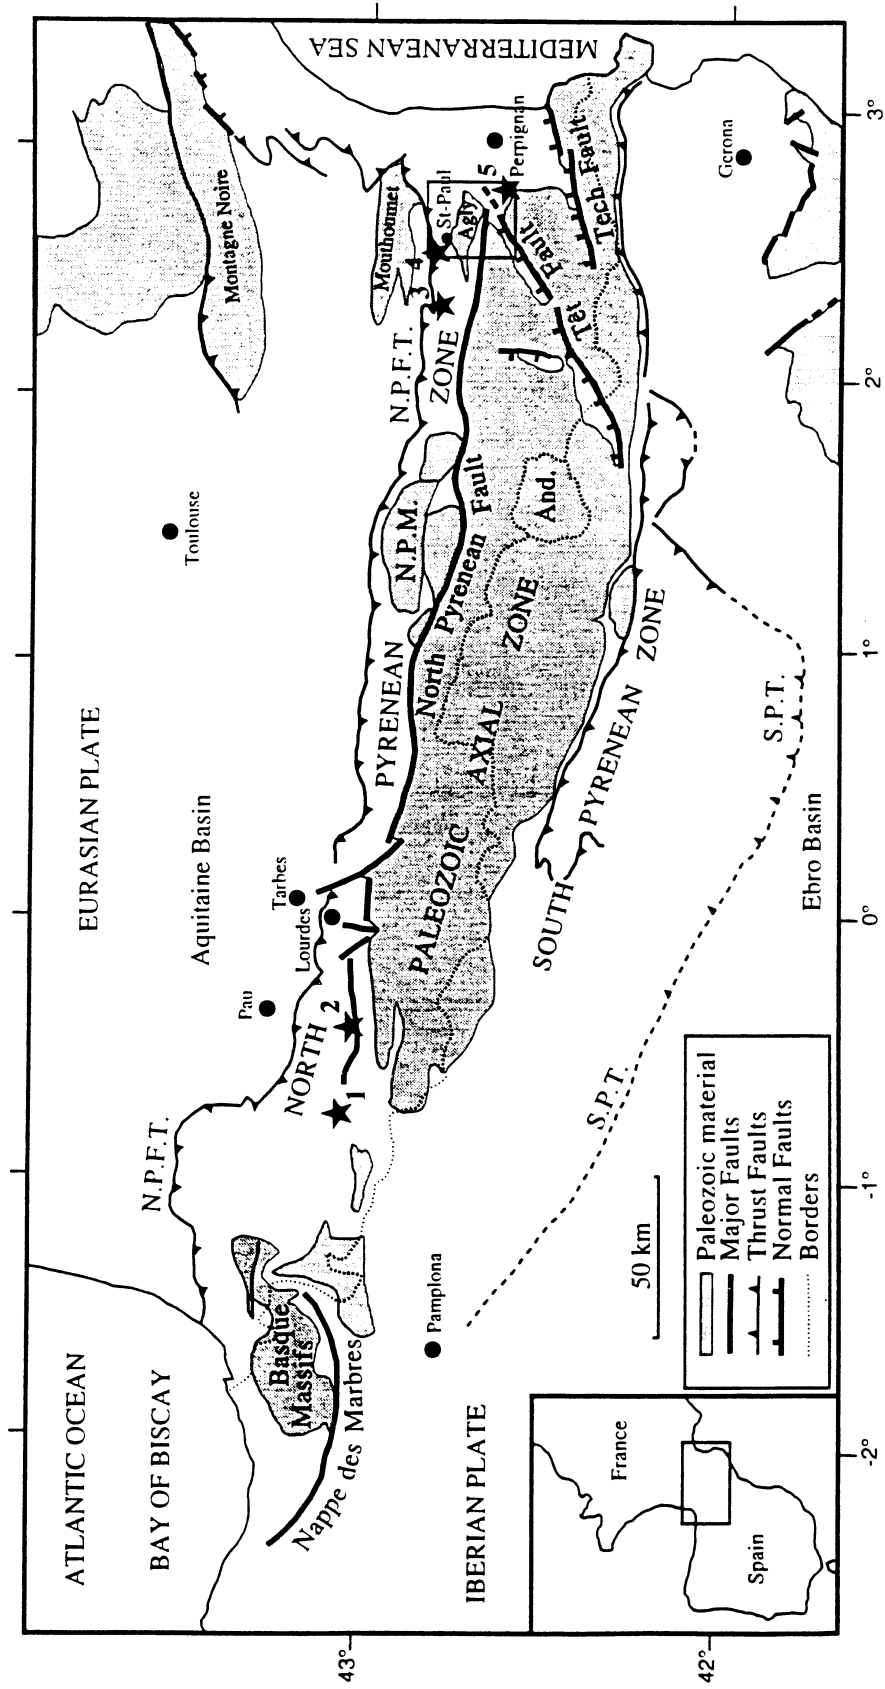 ATLANTIC OCEAN
BAY OF BISCAY
EURASIAN PLATE
Aquitaine Basin
Toulouse
Montagne Noire
MEDITERRANEAN SEA
N.P.F.T.
Pau
Tarbes
Lourdes
NORTH
PYRENEAN
ZONE
N.P.F.T.
N.P.M.
Mouthoumet
St-Paul
Agly
Perpignan
1
2
3
4
5
Basque
Massifs
Nappe des Marbres
North Pyrenean Fault
PALEOZOIC
AXIAL
ZONE
And.
Têt Fault
Tech Fault
Pamplona
IBERIAN PLATE
SOUTH
PYRENEAN
ZONE
S.P.T.
S.P.T.
Ebro Basin
Gerona
France
Spain
50 km
Paleozoic material
Major Faults
Thrust Faults
Normal Faults
Borders
43°
42°
-2°
-1°
0°
1°
2°
3°